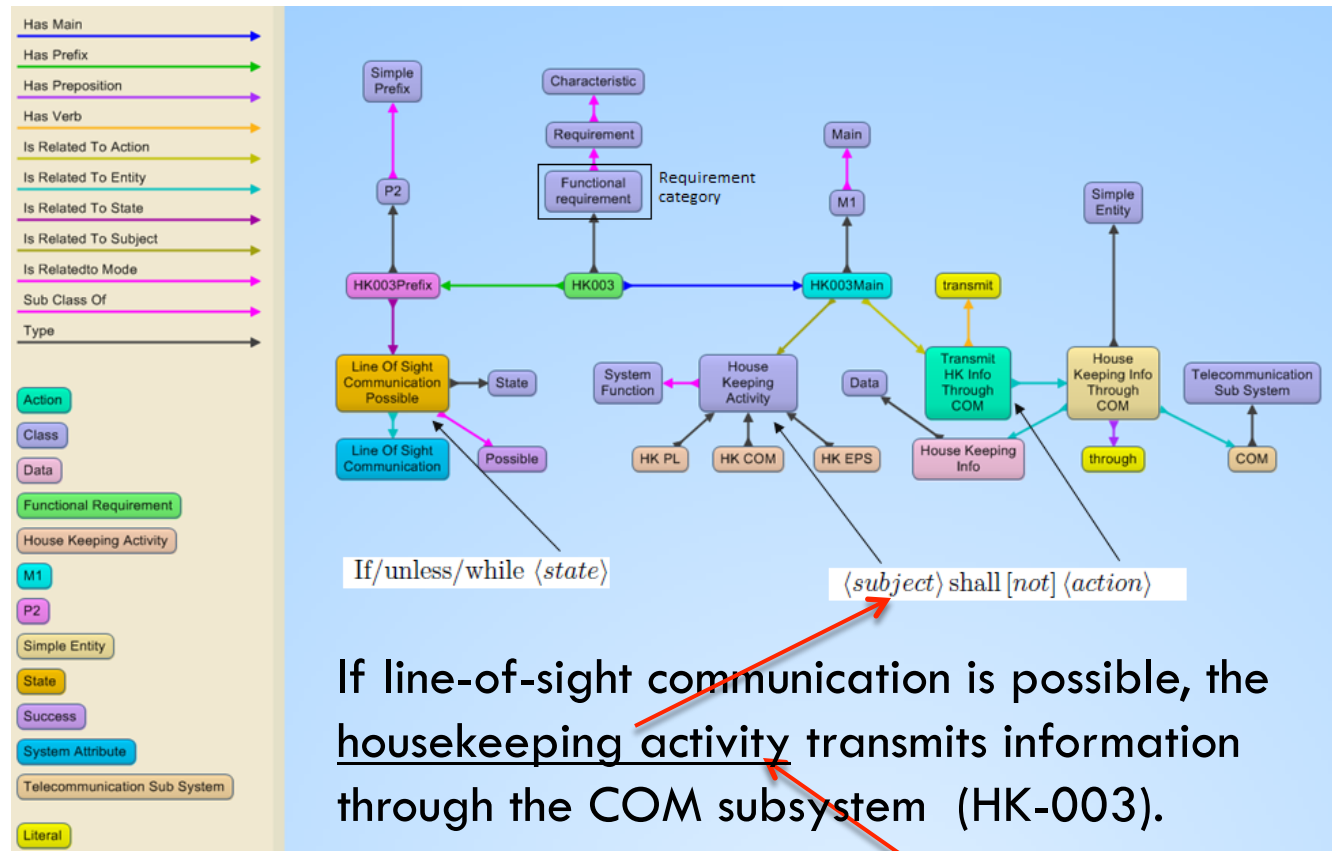 Has Main
Has Prefix
Has Preposition
Has Verb
Is Related To Action
Is Related To Entity
Is Related To State
Is Related To Subject
Is Relatedto Mode
Sub Class Of
Type
Action
Class
Data
Functional Requirement
House Keeping Activity
M1
P2
Simple Entity
State
Success
System Attribute
Telecommunication Sub System
Literal
Simple
Prefix
Characteristic
Requirement
Main
Functional
requirement
Requirement
category
P2
M1
Simple
Entity
HK003Prefix
HK003
HK003Main
transmit
Line Of Sight
Communication
Possible
State
System
Function
House
Keeping
Activity
Data
Transmit
HK Info
Through
COM
House
Keeping Info
Through
COM
Telecommunication
Sub System
Line Of Sight
Communication
Possible
HK PL
HK COM
HK EPS
House Keeping
Info
through
COM
If/unless/while ⟨state⟩
⟨subject⟩ shall [not] ⟨action⟩
If line-of-sight communication is possible, the
housekeeping activity transmits information
through the COM subsystem (HK-003).